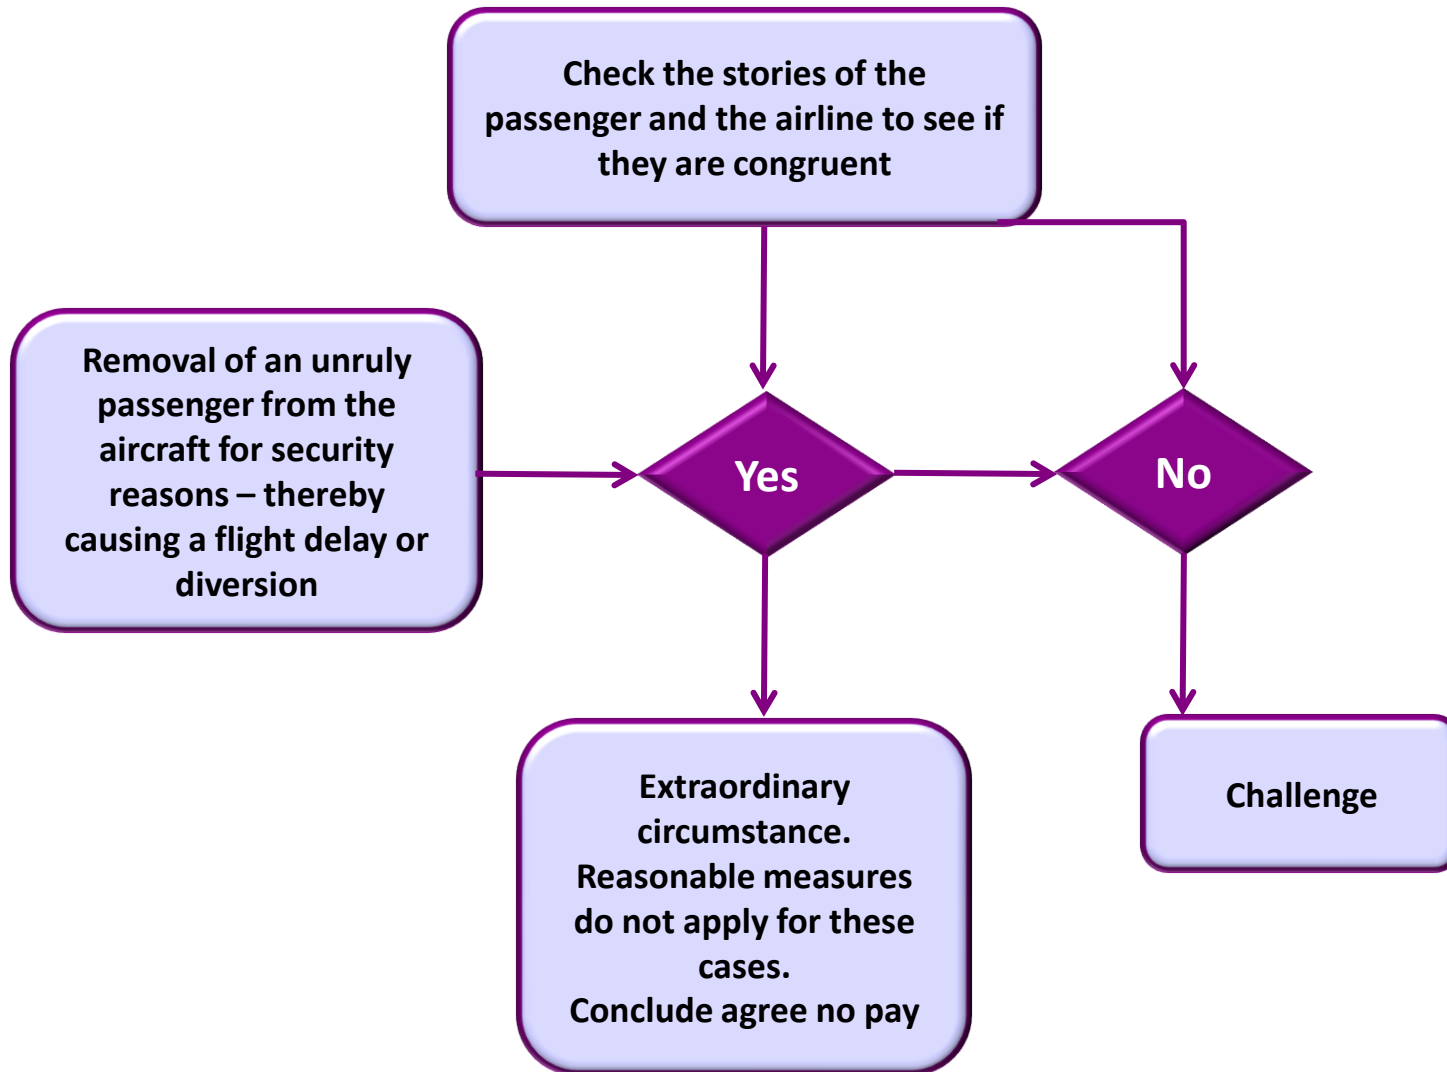 Check the stories of the
passenger and the airline to see if
they are congruent
Removal of an unruly
passenger from the
aircraft for security
reasons – thereby
causing a flight delay or
diversion
Yes
No
Extraordinary
circumstance.
Reasonable measures
do not apply for these
cases.
Conclude agree no pay
Challenge